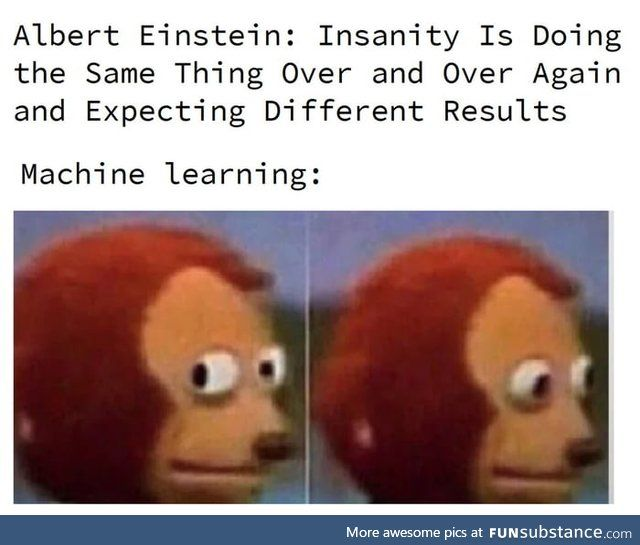 Albert Einstein: Insanity Is Doing
the Same Thing Over and Over Again
and Expecting Different Results
Machine learning:
More awesome pics at FUNsubstance.com